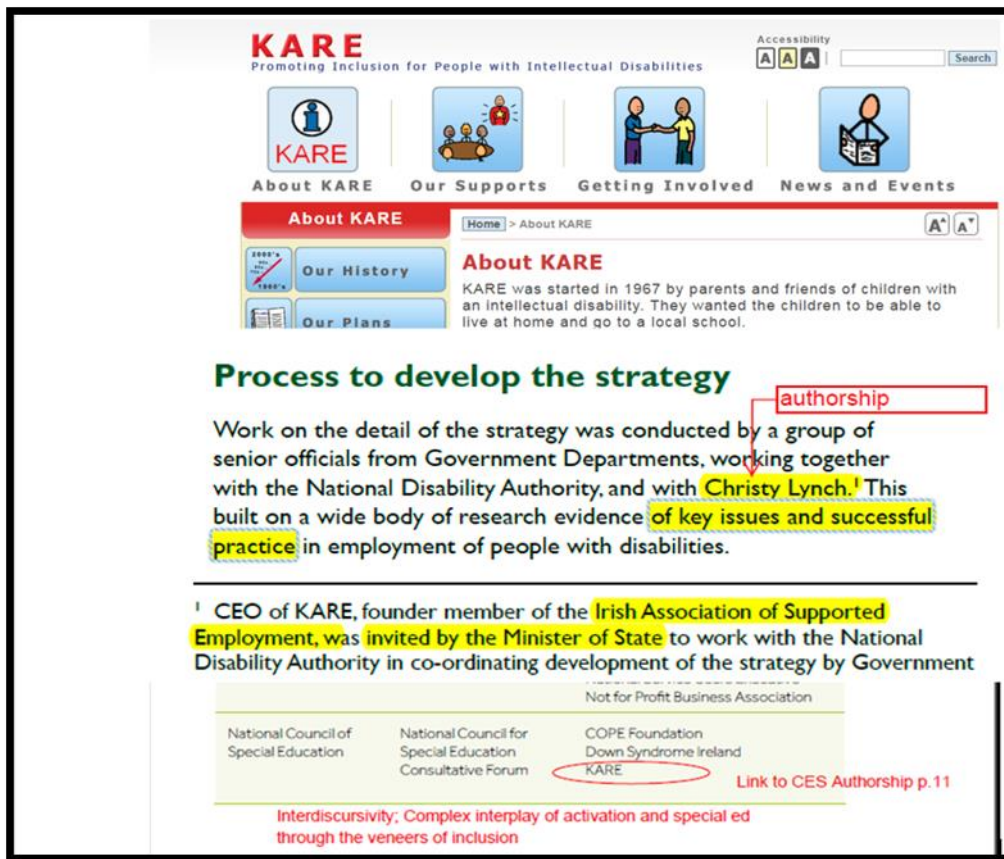 KARE
Promoting Inclusion for People with Intellectual Disabilities
Accessibility
A A A
Search
KARE
About KARE Our Supports Getting Involved News and Events
About KARE
Home > About KARE
A A
2000's
1900's
Our History
Our Plans
About KARE
KARE was started in 1967 by parents and friends of children with
an intellectual disability. They wanted the children to be able to
live at home and go to a local school.
Process to develop the strategy
authorship
Work on the detail of the strategy was conducted by a group of
senior officials from Government Departments, working together
with the National Disability Authority, and with Christy Lynch.¹ This
built on a wide body of research evidence of key issues and successful
practice in employment of people with disabilities.
¹ CEO of KARE, founder member of the Irish Association of Supported
Employment, was invited by the Minister of State to work with the National
Disability Authority in co-ordinating development of the strategy by Government
Not for Profit Business Association
National Council of
Special Education
National Council for
Special Education
Consultative Forum
COPE Foundation
Down Syndrome Ireland
KARE
Link to CES Authorship p.11
Interdiscursivity; Complex interplay of activation and special ed
through the veneers of inclusion